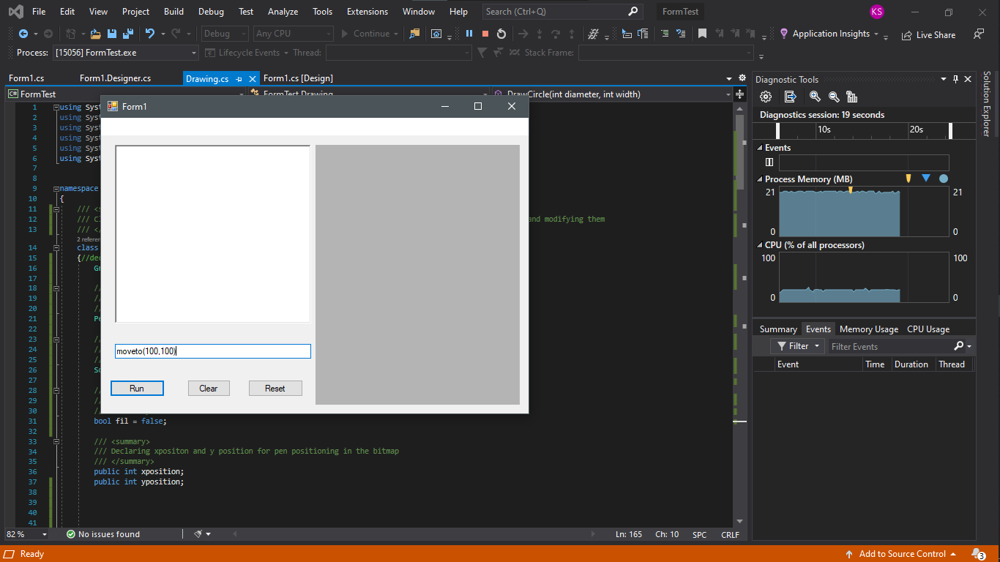 File Edit View Project Build Debug Test Analyze Tools Extensions Window Help Search (Ctrl+Q) FormTest KS
Debug Any CPU Continue Application Insights Live Share
Process: [15056] FormTest.exe Lifecycle Events Thread: Stack Frame:
Form1.cs Form1.Designer.cs Drawing.cs Form1.cs [Design]
C# FormTest FormTest.Drawing DrawCircle(int diameter, int width)
Form1
1 using Syst
2 using Syst
3 using Syst
4 using Syst
5 using Syst
6 using Syst
7
8
9 namespace
10 {
11 /// <s
12 /// C and modifying them
13 /// </
2 referen
14 class
15 {//dec
16 Gr
17
18 //
19 //
20 //
21 Pe
22
23 //
24 //
25 //
26 So
27
28 //
29 //
30 //
31 bool fil = false;
32
33 /// <summary>
34 /// Declaring xpositon and y position for pen positioning in the bitmap
35 /// </summary>
36 public int xposition;
37 public int yposition;
38
39
40
41
moveto(100,100)
Run Clear Reset
82 % No issues found Ln: 165 Ch: 10 SPC CRLF
Diagnostic Tools
Diagnostics session: 19 seconds
10s 20s
Events
Process Memory (MB)
21 21
0 0
CPU (% of all processors)
100 100
0 0
Summary Events Memory Usage CPU Usage
Filter Filter Events
Event Time Duration Thread
Solution Explorer
Ready Add to Source Control 3